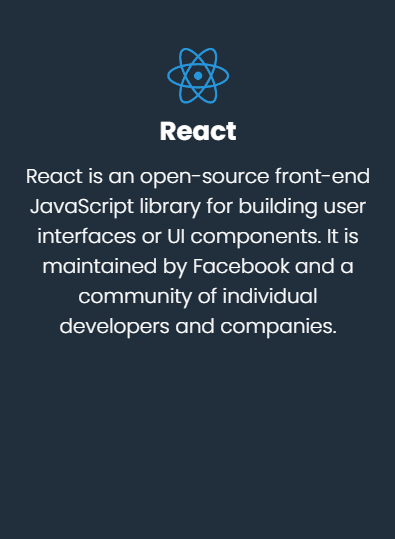 React
React is an open-source front-end
JavaScript library for building user
interfaces or UI components. It is
maintained by Facebook and a
community of individual
developers and companies.